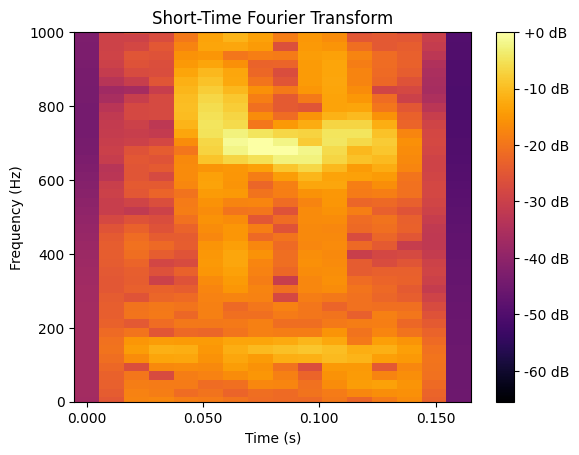 Short-Time Fourier Transform
1000
800
600
400
200
0
Frequency (Hz)
0.000
0.050
0.100
0.150
Time (s)
+0 dB
-10 dB
-20 dB
-30 dB
-40 dB
-50 dB
-60 dB